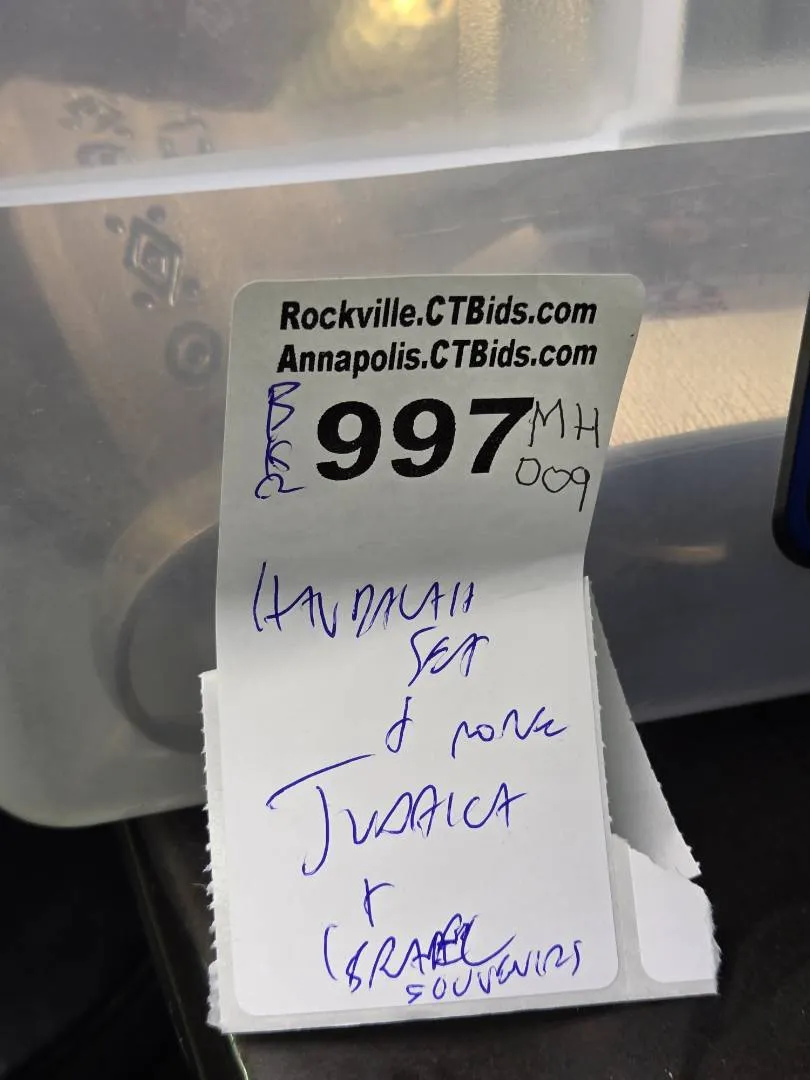 Rockville.CTBids.com
Annapolis.CTBids.com
997 MH
009
HAVDALAH
SET
& MORE
JUDAICA
+
ISRAEL
SOUVENIRS